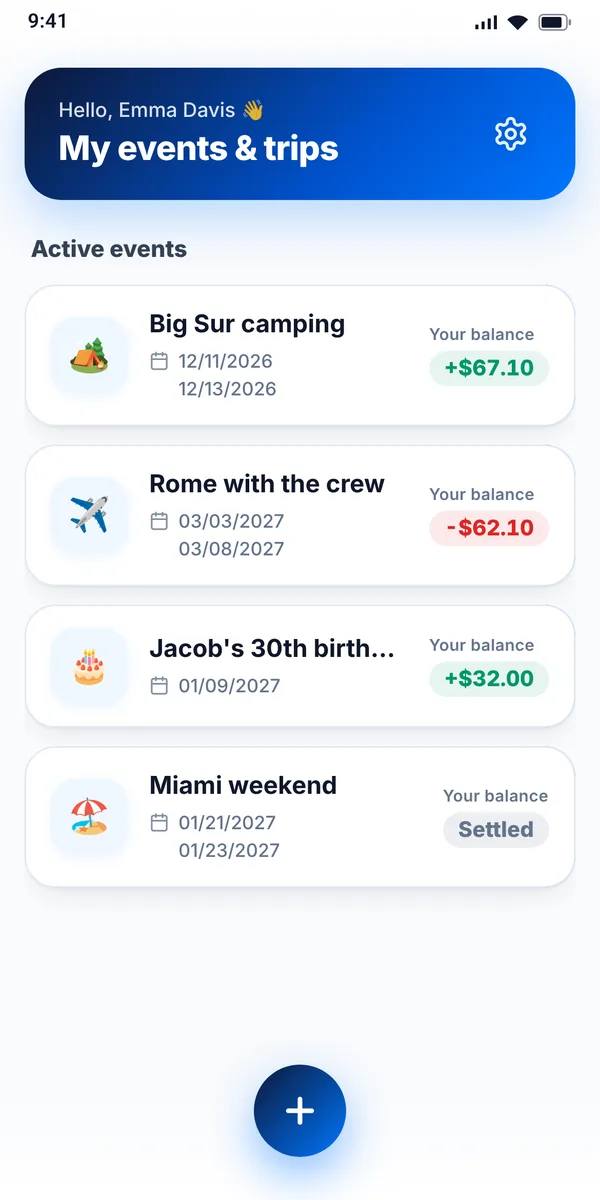 9:41
Hello, Emma Davis 👋
My events & trips
Active events
Big Sur camping
12/11/2026
12/13/2026
Your balance
+$67.10
Rome with the crew
03/03/2027
03/08/2027
Your balance
-$62.10
Jacob's 30th birth...
01/09/2027
Your balance
+$32.00
Miami weekend
01/21/2027
01/23/2027
Your balance
Settled